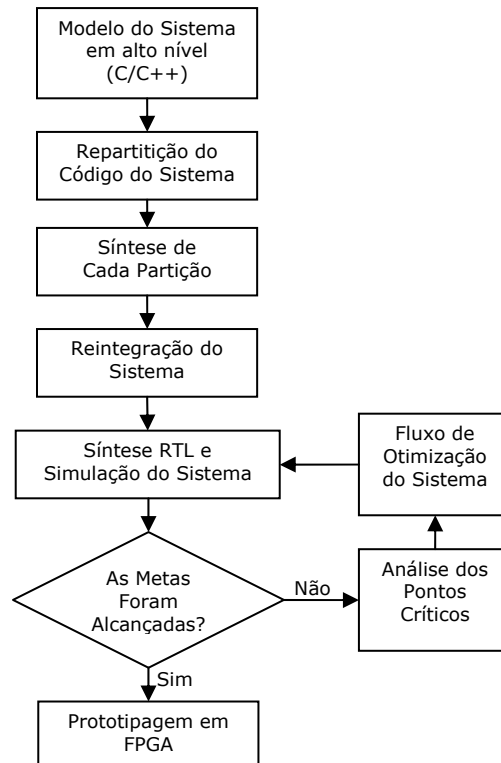 Modelo do Sistema
em alto nível
(C/C++)
Repartitição do
Código do Sistema
Síntese de
Cada Partição
Reintegração do
Sistema
Síntese RTL e
Simulação do Sistema
Fluxo de
Otimização
do Sistema
As Metas
Foram
Alcançadas?
Não
Análise dos
Pontos
Críticos
Sim
Prototipagem em
FPGA